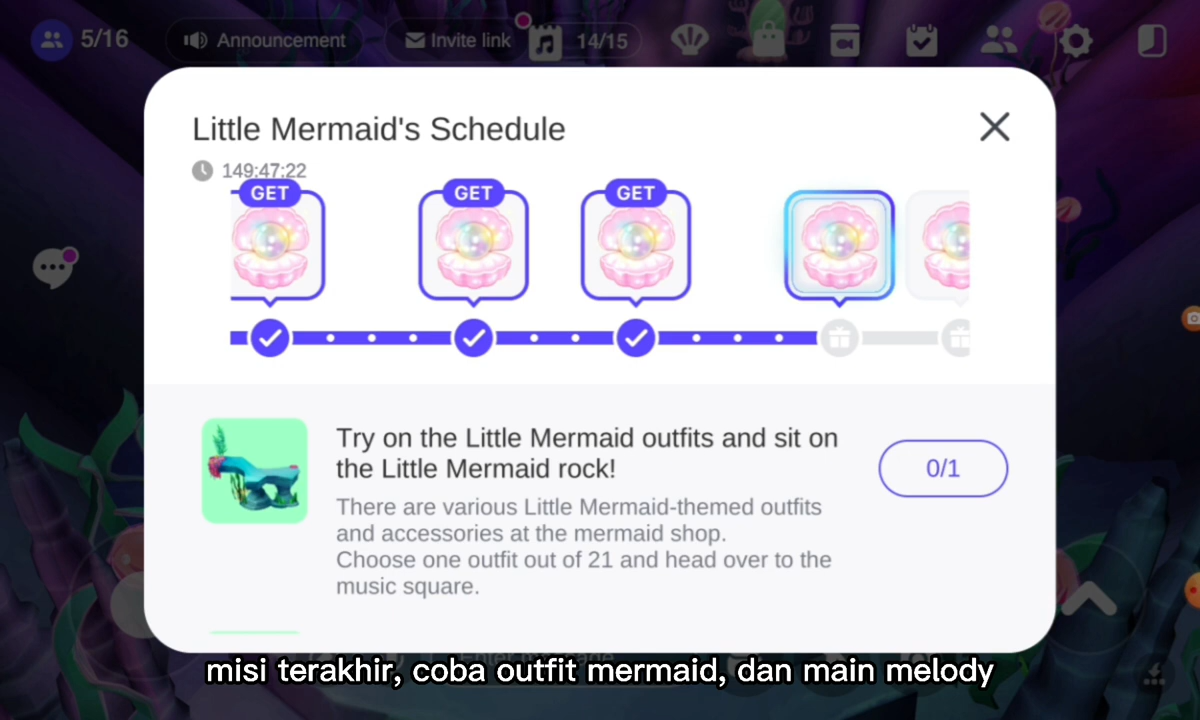 5/16
Announcement
Invite link
14/15
Little Mermaid's Schedule
149:47:22
GET
GET
GET
Try on the Little Mermaid outfits and sit on
the Little Mermaid rock!
0/1
There are various Little Mermaid-themed outfits
and accessories at the mermaid shop.
Choose one outfit out of 21 and head over to the
music square.
misi terakhir, coba outfit mermaid, dan main melody